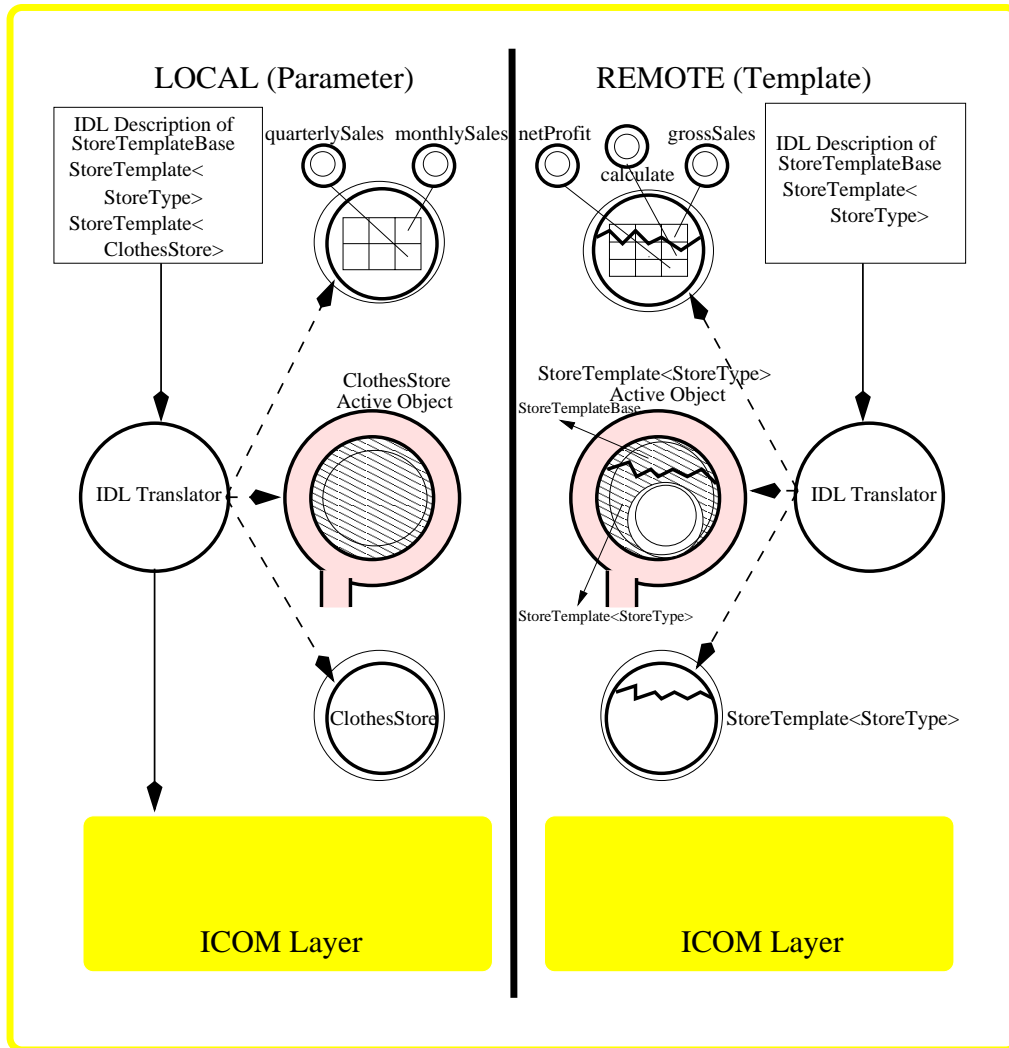 LOCAL (Parameter)
REMOTE (Template)
IDL Description of
StoreTemplateBase
StoreTemplate<
StoreType>
StoreTemplate<
ClothesStore>
quarterlySales
monthlySales
netProfit
grossSales
calculate
IDL Description of
StoreTemplateBase
StoreTemplate<
StoreType>
ClothesStore
Active Object
StoreTemplate<StoreType>
Active Object
StoreTemplateBase
IDL Translator
IDL Translator
StoreTemplate<StoreType>
ClothesStore
StoreTemplate<StoreType>
ICOM Layer
ICOM Layer